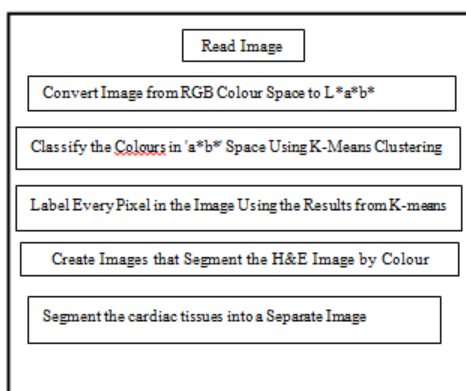 Read Image
Convert Image from RGB Colour Space to L*a*b*
Classify the Colours in 'a*b*' Space Using K-Means Clustering
Label Every Pixel in the Image Using the Results from K-means
Create Images that Segment the H&E Image by Colour
Segment the cardiac tissues into a Separate Image